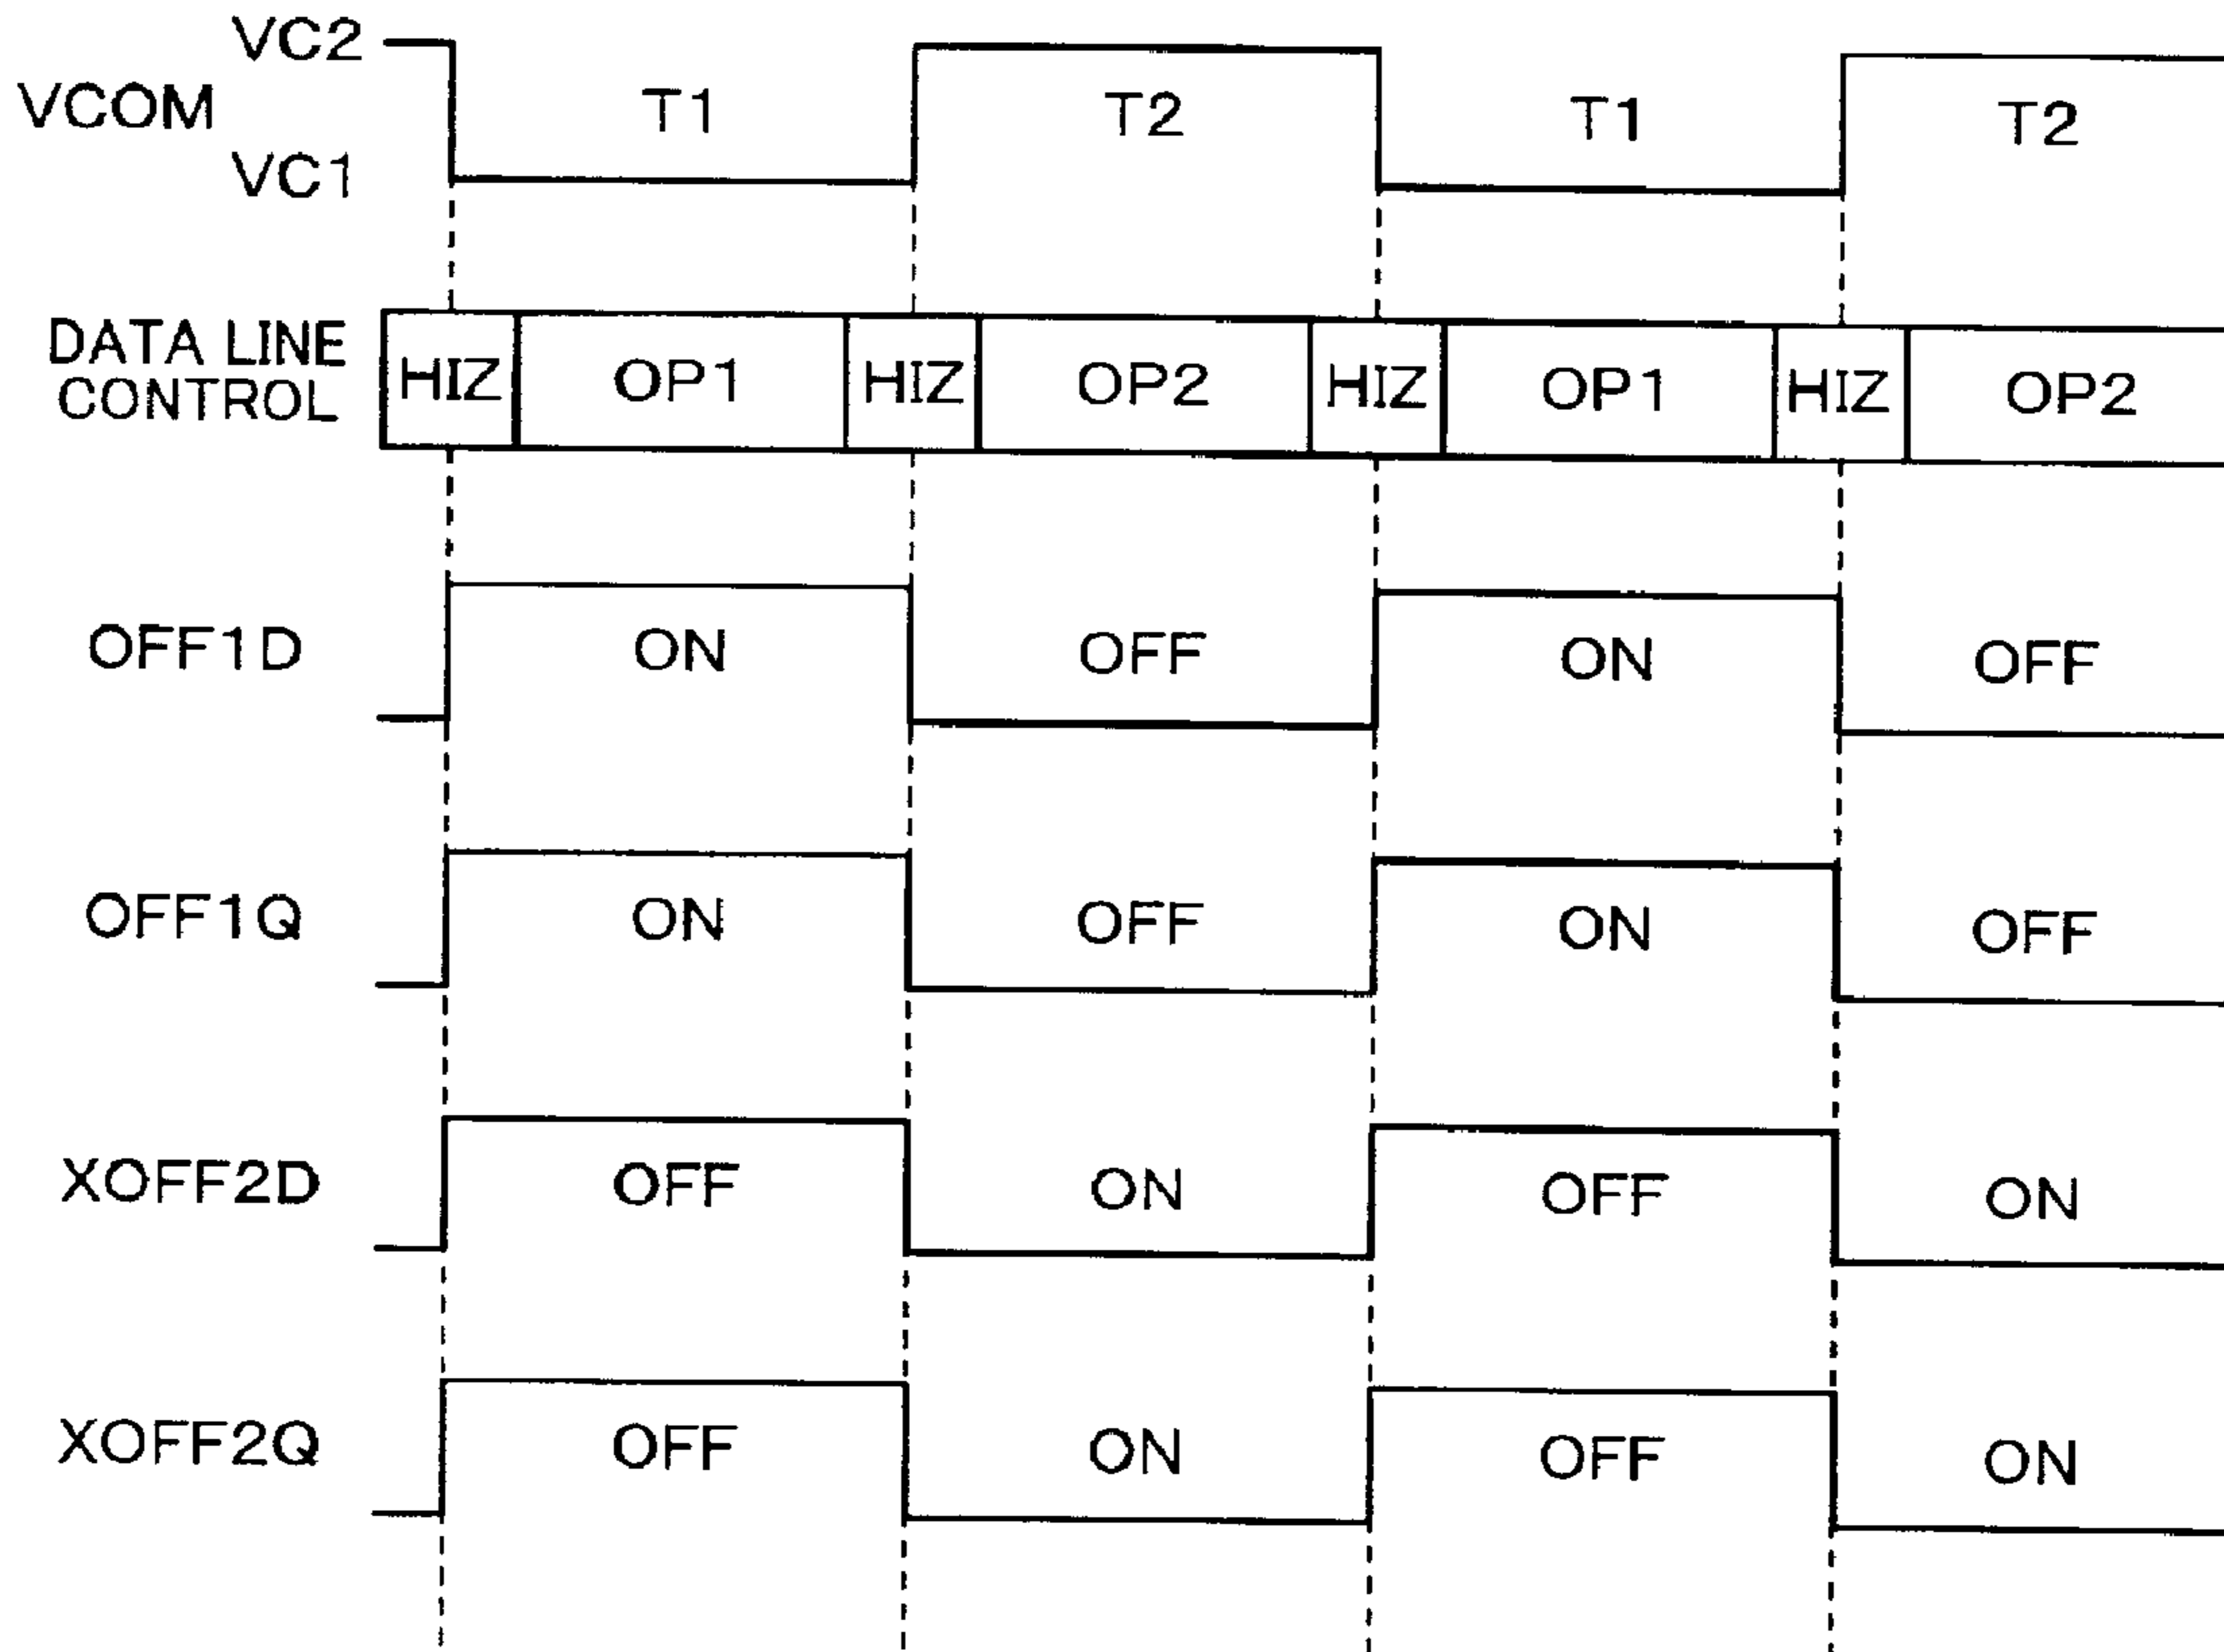 VC2
VCOM
VC1
T1 T2 T1 T2
DATA LINE
CONTROL
HIZ OP1 HIZ OP2 HIZ OP1 HIZ OP2
OFF1D ON OFF ON OFF
OFF1Q ON OFF ON OFF
XOFF2D OFF ON OFF ON
XOFF2Q OFF ON OFF ON